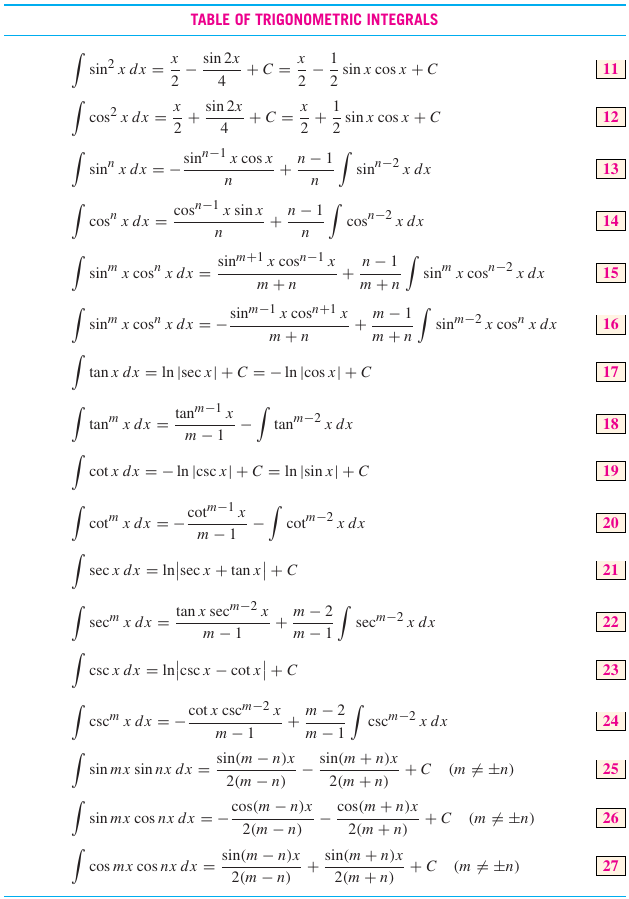 TABLE OF TRIGONOMETRIC INTEGRALS
∫ sin² x dx = x/2 − (sin 2x)/4 + C = x/2 − 1/2 sin x cos x + C 11
∫ cos² x dx = x/2 + (sin 2x)/4 + C = x/2 + 1/2 sin x cos x + C 12
∫ sinⁿ x dx = −(sinⁿ⁻¹ x cos x)/n + (n − 1)/n ∫ sinⁿ⁻² x dx 13
∫ cosⁿ x dx = (cosⁿ⁻¹ x sin x)/n + (n − 1)/n ∫ cosⁿ⁻² x dx 14
∫ sinᵐ x cosⁿ x dx = (sinᵐ⁺¹ x cosⁿ⁻¹ x)/(m + n) + (n − 1)/(m + n) ∫ sinᵐ x cosⁿ⁻² x dx 15
∫ sinᵐ x cosⁿ x dx = −(sinᵐ⁻¹ x cosⁿ⁺¹ x)/(m + n) + (m − 1)/(m + n) ∫ sinᵐ⁻² x cosⁿ x dx 16
∫ tan x dx = ln |sec x| + C = − ln |cos x| + C 17
∫ tanᵐ x dx = (tanᵐ⁻¹ x)/(m − 1) − ∫ tanᵐ⁻² x dx 18
∫ cot x dx = − ln |csc x| + C = ln |sin x| + C 19
∫ cotᵐ x dx = −(cotᵐ⁻¹ x)/(m − 1) − ∫ cotᵐ⁻² x dx 20
∫ sec x dx = ln|sec x + tan x| + C 21
∫ secᵐ x dx = (tan x secᵐ⁻² x)/(m − 1) + (m − 2)/(m − 1) ∫ secᵐ⁻² x dx 22
∫ csc x dx = ln|csc x − cot x| + C 23
∫ cscᵐ x dx = −(cot x cscᵐ⁻² x)/(m − 1) + (m − 2)/(m − 1) ∫ cscᵐ⁻² x dx 24
∫ sin mx sin nx dx = (sin(m − n)x)/(2(m − n)) − (sin(m + n)x)/(2(m + n)) + C (m ≠ ±n) 25
∫ sin mx cos nx dx = −(cos(m − n)x)/(2(m − n)) − (cos(m + n)x)/(2(m + n)) + C (m ≠ ±n) 26
∫ cos mx cos nx dx = (sin(m − n)x)/(2(m − n)) + (sin(m + n)x)/(2(m + n)) + C (m ≠ ±n) 27